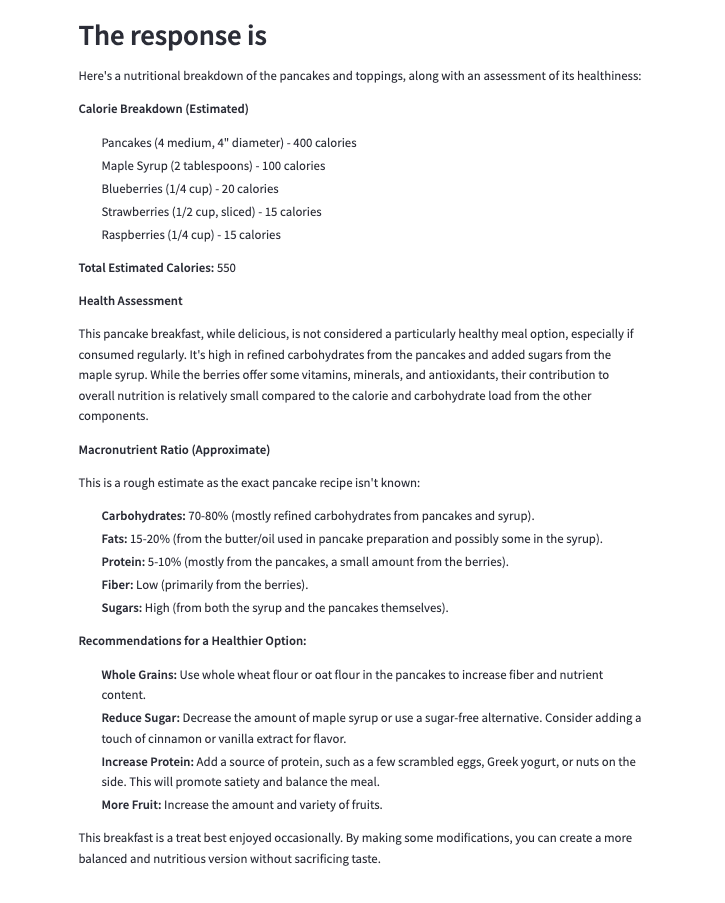 The response is
Here's a nutritional breakdown of the pancakes and toppings, along with an assessment of its healthiness:
Calorie Breakdown (Estimated)
Pancakes (4 medium, 4" diameter) - 400 calories
Maple Syrup (2 tablespoons) - 100 calories
Blueberries (1/4 cup) - 20 calories
Strawberries (1/2 cup, sliced) - 15 calories
Raspberries (1/4 cup) - 15 calories
Total Estimated Calories: 550
Health Assessment
This pancake breakfast, while delicious, is not considered a particularly healthy meal option, especially if
consumed regularly. It's high in refined carbohydrates from the pancakes and added sugars from the
maple syrup. While the berries offer some vitamins, minerals, and antioxidants, their contribution to
overall nutrition is relatively small compared to the calorie and carbohydrate load from the other
components.
Macronutrient Ratio (Approximate)
This is a rough estimate as the exact pancake recipe isn't known:
Carbohydrates: 70-80% (mostly refined carbohydrates from pancakes and syrup).
Fats: 15-20% (from the butter/oil used in pancake preparation and possibly some in the syrup).
Protein: 5-10% (mostly from the pancakes, a small amount from the berries).
Fiber: Low (primarily from the berries).
Sugars: High (from both the syrup and the pancakes themselves).
Recommendations for a Healthier Option:
Whole Grains: Use whole wheat flour or oat flour in the pancakes to increase fiber and nutrient
content.
Reduce Sugar: Decrease the amount of maple syrup or use a sugar-free alternative. Consider adding a
touch of cinnamon or vanilla extract for flavor.
Increase Protein: Add a source of protein, such as a few scrambled eggs, Greek yogurt, or nuts on the
side. This will promote satiety and balance the meal.
More Fruit: Increase the amount and variety of fruits.
This breakfast is a treat best enjoyed occasionally. By making some modifications, you can create a more
balanced and nutritious version without sacrificing taste.